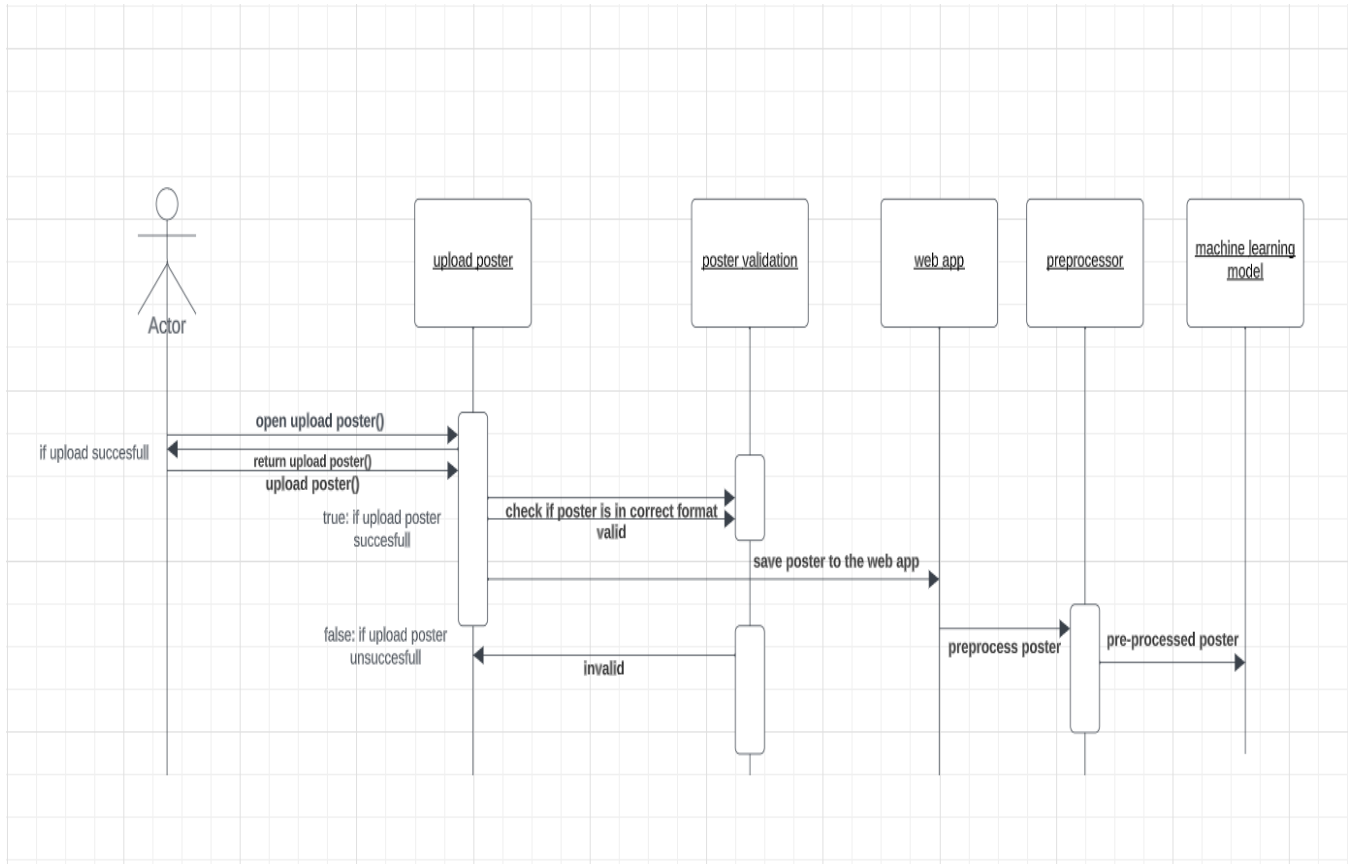 upload poster
poster validation
web app
preprocessor
machine learning
model
Actor
open upload poster()
if upload succesfull
return upload poster()
upload poster()
check if poster is in correct format
true: if upload poster
succesfull
valid
save poster to the web app
false: if upload poster
unsuccesfull
invalid
preprocess poster
pre-processed poster